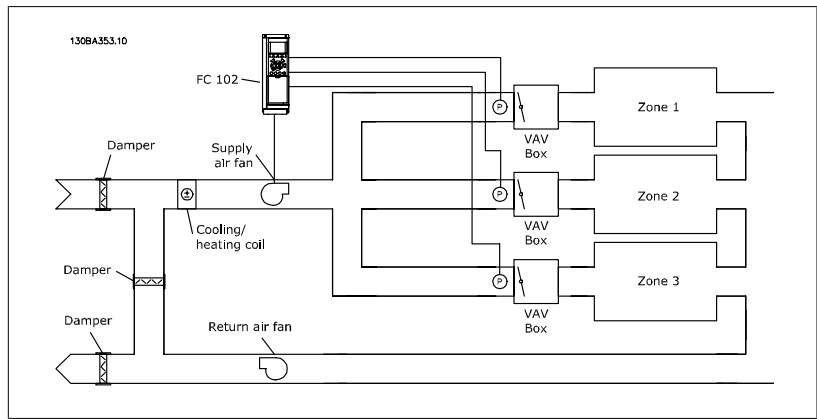 130BA353.10
FC 102
P
Zone 1
VAV
Box
Damper
Supply
air fan
P
Zone 2
VAV
Box
Cooling/
heating coil
Damper
P
Zone 3
VAV
Box
Damper
Return air fan